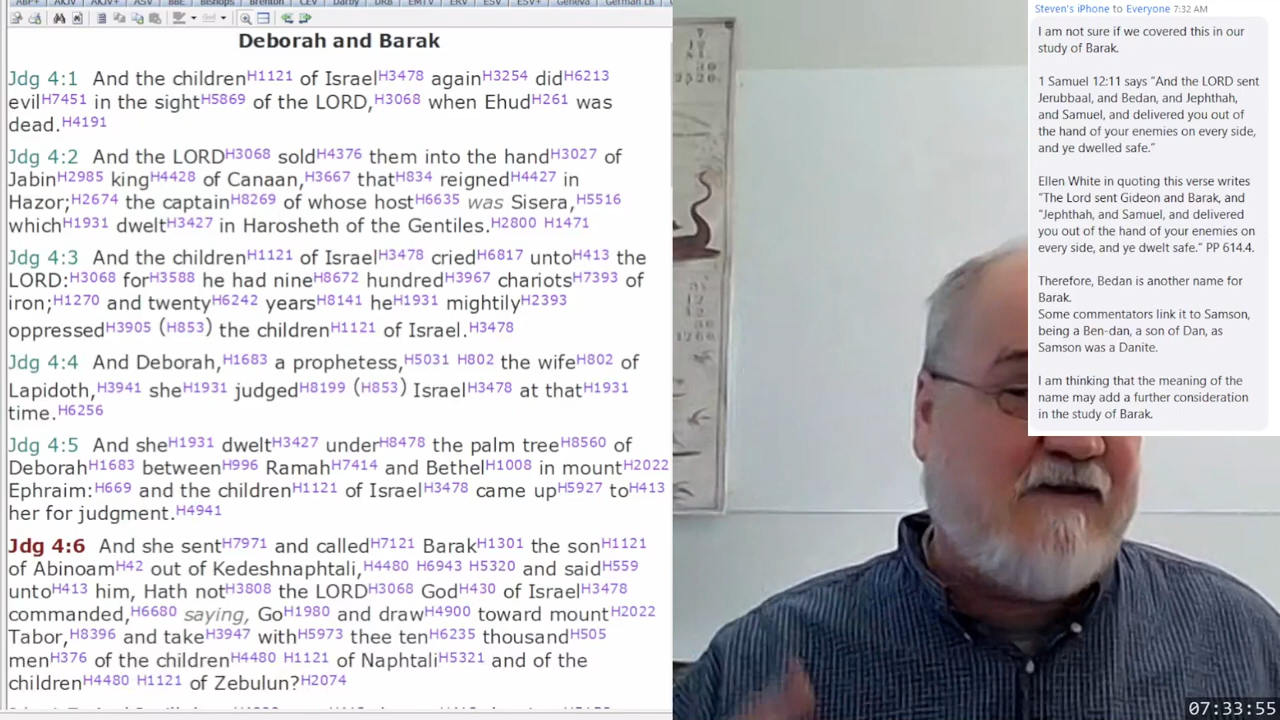 ABP+ AKJV AKJV+ ASV BBE Bishops Brenton CEV Darby DRB EMTV ERV ESV ESV+ Geneva German LB
Deborah and Barak
Jdg 4:1 And the childrenH1121 of IsraelH3478 againH3254 didH6213
evilH7451 in the sightH5869 of the LORD,H3068 when EhudH261 was
dead.H4191
Jdg 4:2 And the LORDH3068 soldH4376 them into the handH3027 of
JabinH2985 kingH4428 of Canaan,H3667 thatH834 reignedH4427 in
Hazor;H2674 the captainH8269 of whose hostH6635 was Sisera,H5516
whichH1931 dweltH3427 in Harosheth of the Gentiles.H2800 H1471
Jdg 4:3 And the childrenH1121 of IsraelH3478 criedH6817 untoH413 the
LORD:H3068 forH3588 he had nineH8672 hundredH3967 chariotsH7393 of
iron;H1270 and twentyH6242 yearsH8141 heH1931 mightilyH2393
oppressedH3905 (H853) the childrenH1121 of Israel.H3478
Jdg 4:4 And Deborah,H1683 a prophetess,H5031 H802 the wifeH802 of
Lapidoth,H3941 sheH1931 judgedH8199 (H853) IsraelH3478 at thatH1931
time.H6256
Jdg 4:5 And sheH1931 dweltH3427 underH8478 the palm treeH8560 of
DeborahH1683 betweenH996 RamahH7414 and BethelH1008 in mountH2022
Ephraim:H669 and the childrenH1121 of IsraelH3478 came upH5927 toH413
her for judgment.H4941
Jdg 4:6 And she sentH7971 and calledH7121 BarakH1301 the sonH1121
of AbinoamH42 out of Kedeshnaphtali,H4480 H6943 H5320 and saidH559
untoH413 him, Hath notH3808 the LORDH3068 GodH430 of IsraelH3478
commanded,H6680 saying, GoH1980 and drawH4900 toward mountH2022
Tabor,H8396 and takeH3947 withH5973 thee tenH6235 thousandH505
menH376 of the childrenH4480 H1121 of NaphtaliH5321 and of the
childrenH4480 H1121 of Zebulun?H2074
2520.
Steven's iPhone to Everyone 7:32 AM
I am not sure if we covered this in our
study of Barak.
1 Samuel 12:11 says “And the LORD sent
Jerubbaal, and Bedan, and Jephthah,
and Samuel, and delivered you out of
the hand of your enemies on every side,
and ye dwelled safe.”
Ellen White in quoting this verse writes
“The Lord sent Gideon and Barak, and
“Jephthah, and Samuel, and delivered
you out of the hand of your enemies on
every side, and ye dwelt safe.” PP 614.4.
Therefore, Bedan is another name for
Barak.
Some commentators link it to Samson,
being a Ben-dan, a son of Dan, as
Samson was a Danite.
I am thinking that the meaning of the
name may add a further consideration
in the study of Barak.
07:33:55